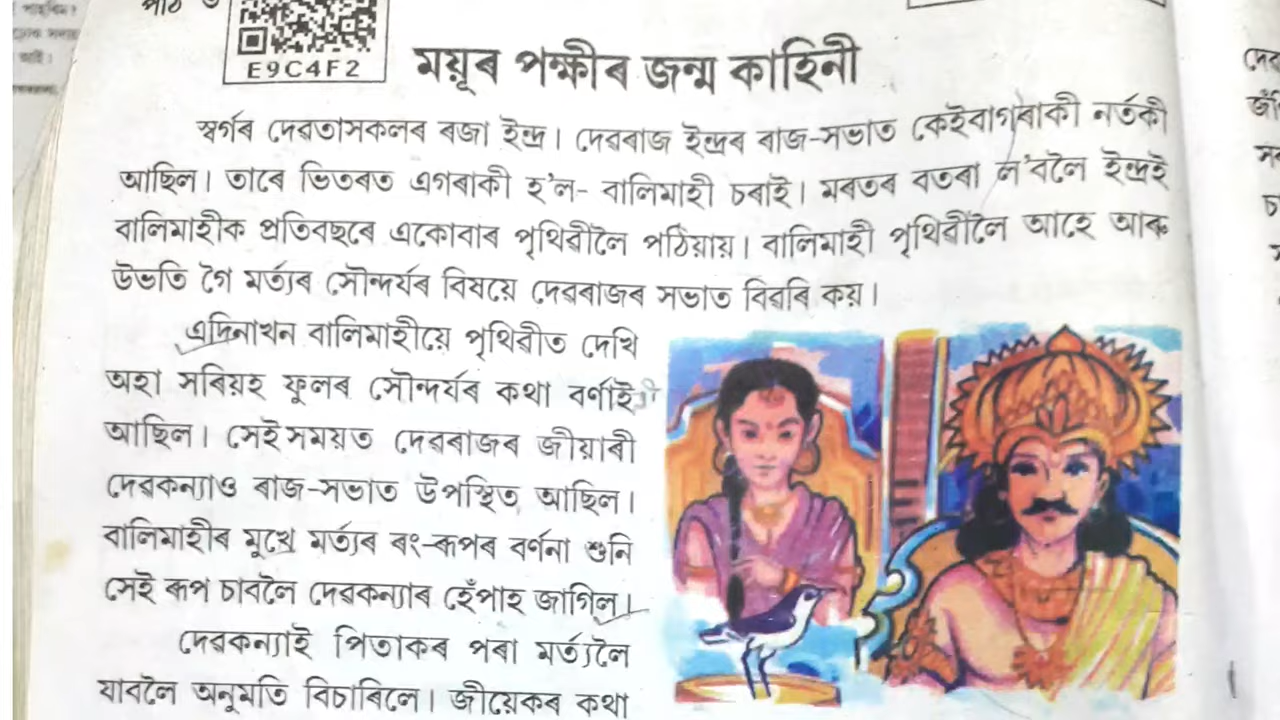 পাঠ
E9C4F2
ময়ূৰ পক্ষীৰ জন্ম কাহিনী
স্বৰ্গৰ দেৱতাসকলৰ ৰজা ইন্দ্ৰ। দেৱৰাজ ইন্দ্ৰৰ ৰাজ-সভাত কেইবাগৰাকী নৰ্তকী
আছিল। তাৰে ভিতৰত এগৰাকী হ'ল- বালিমাহী চৰাই। মৰতৰ বতৰা ল'বলৈ ইন্দ্ৰই
বালিমাহীক প্ৰতিবছৰে একোবাৰ পৃথিৱীলৈ পঠিয়ায়। বালিমাহী পৃথিৱীলৈ আহে আৰু
উভতি গৈ মৰ্ত্যৰ সৌন্দৰ্যৰ বিষয়ে দেৱৰাজৰ সভাত বিৱৰি কয়।
এদিনাখন বালিমাহীয়ে পৃথিৱীত দেখি
অহা সৰিয়হ ফুলৰ সৌন্দৰ্যৰ কথা বৰ্ণাই
আছিল। সেই সময়ত দেৱৰাজৰ জীয়াৰী
দেৱকন্যাও ৰাজ-সভাত উপস্থিত আছিল।
বালিমাহীৰ মুখে মৰ্ত্যৰ ৰং-ৰূপৰ বৰ্ণনা শুনি
সেই ৰূপ চাবলৈ দেৱকন্যাৰ হেঁপাহ জাগিল।
দেৱকন্যাই পিতাকৰ পৰা মৰ্ত্যলৈ
যাবলৈ অনুমতি বিচাৰিলে। জীয়েকৰ কথা